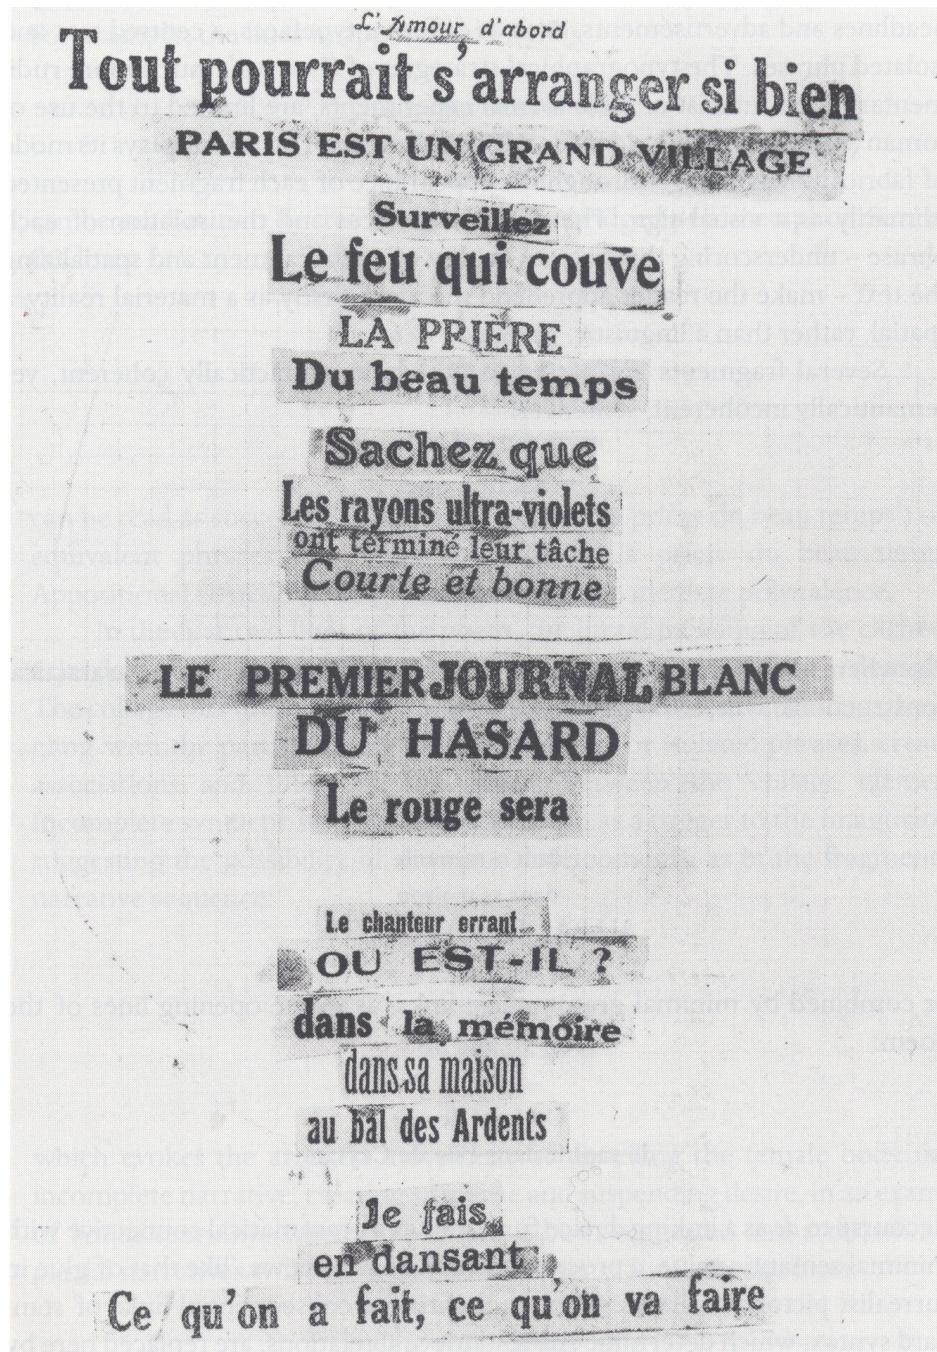 L'Amour d'abord
Tout pourrait s'arranger si bien
PARIS EST UN GRAND VILLAGE
Surveillez
Le feu qui couve
LA PRIÈRE
Du beau temps
Sachez que
Les rayons ultra-violets
ont terminé leur tâche
Courte et bonne
LE PREMIER JOURNAL BLANC
DU HASARD
Le rouge sera
Le chanteur errant
OU EST-IL ?
dans la mémoire
dans sa maison
au bal des Ardents
Je fais
en dansant
Ce qu'on a fait, ce qu'on va faire